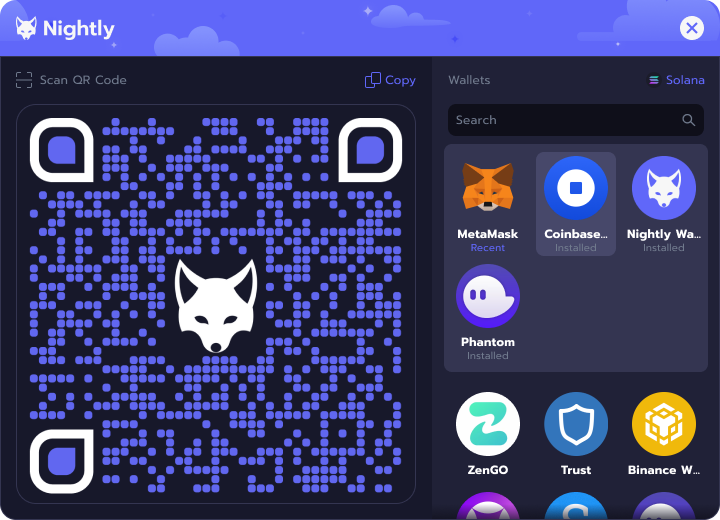 Nightly
Scan QR Code
Copy
Wallets
Solana
Search
MetaMask
Recent
Coinbase...
Installed
Nightly Wa...
Installed
Phantom
Installed
ZenGO
Trust
Binance W...